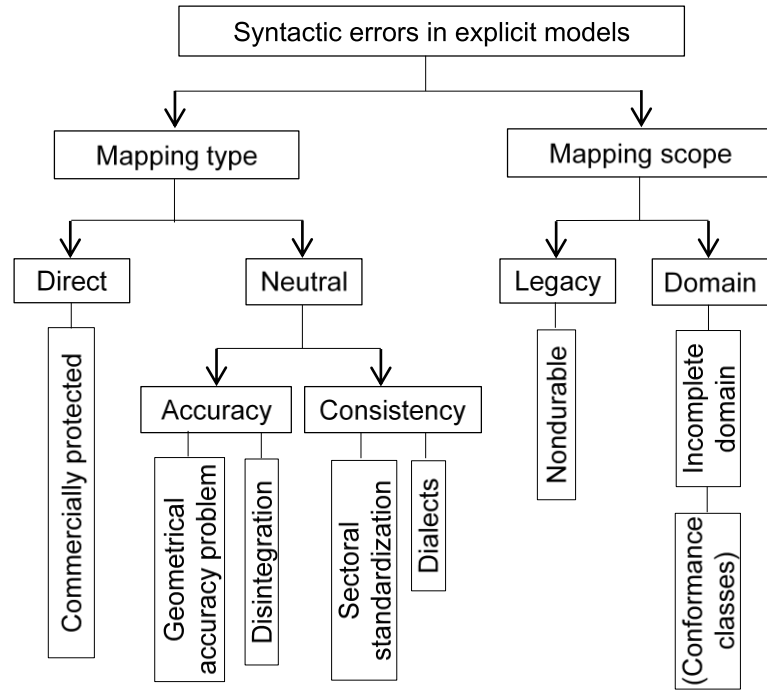 Syntactic errors in explicit models
Mapping type
Mapping scope
Direct
Neutral
Legacy
Domain
Accuracy
Consistency
Commercially protected
Geometrical
accuracy problem
Disintegration
Sectoral
standardization
Dialects
Nondurable
Incomplete
domain
(Conformance
classes)